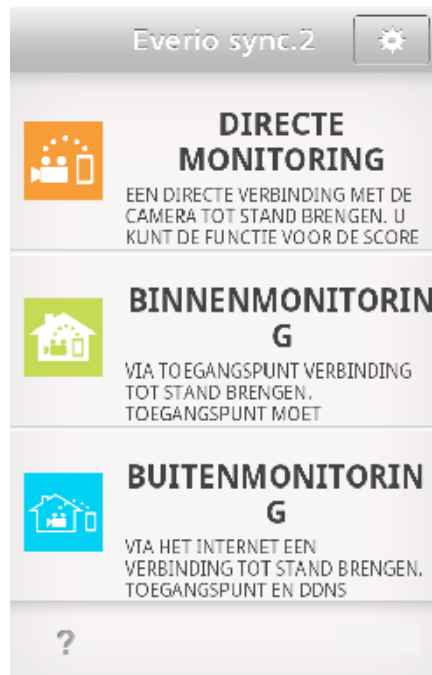 Everio sync.2
DIRECTE
MONITORING
EEN DIRECTE VERBINDING MET DE
CAMERA TOT STAND BRENGEN. U
KUNT DE FUNCTIE VOOR DE SCORE
BINNENMONITORIN
G
VIA TOEGANGSPUNT VERBINDING
TOT STAND BRENGEN.
TOEGANGSPUNT MOET
BUITENMONITORIN
G
VIA HET INTERNET EEN
VERBINDING TOT STAND BRENGEN.
TOEGANGSPUNT EN DDNS
?